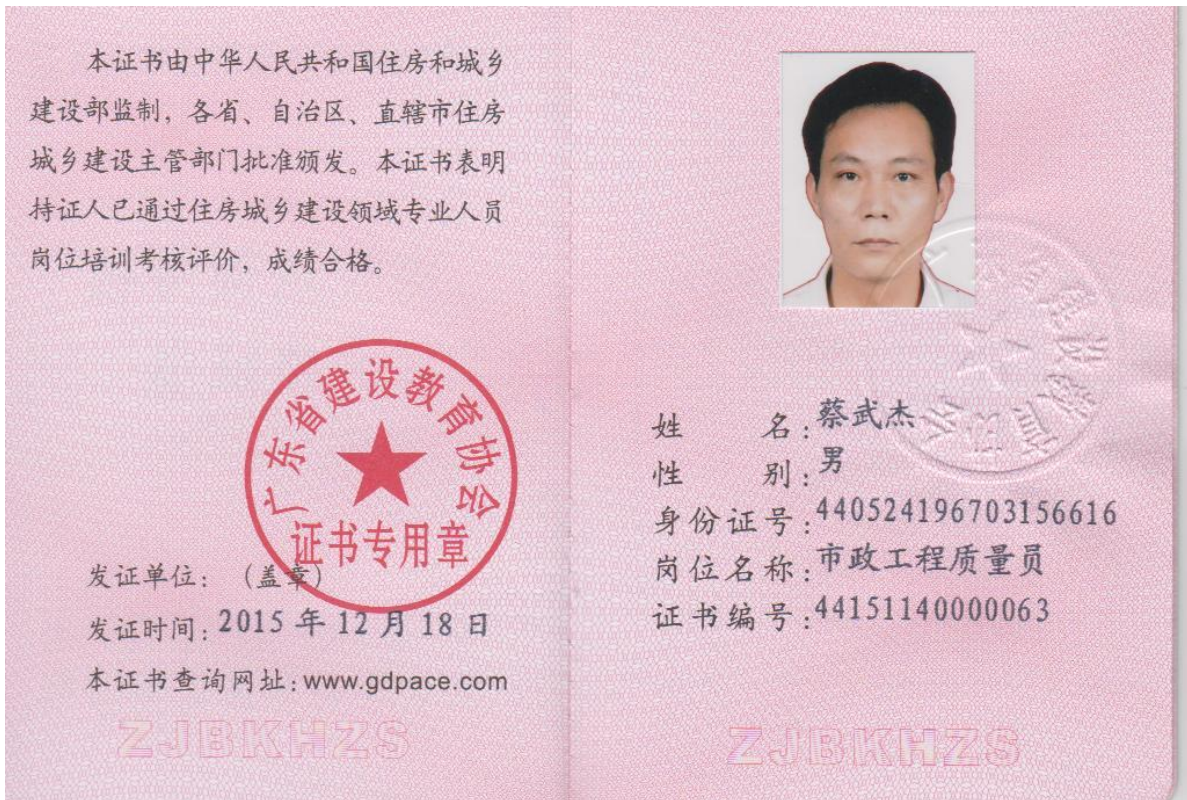 本证书由中华人民共和国住房和城乡
建设部监制，各省、自治区、直辖市住房
城乡建设主管部门批准颁发。本证书表明
持证人已通过住房城乡建设领域专业人员
岗位培训考核评价，成绩合格。
广东省建设教育协会
证书专用章
发证单位：（盖章）
发证时间：2015 年 12 月 18 日
本证书查询网址：www.gdpace.com
ZJBKHZS
姓 名：蔡武杰
性 别：男
身份证号：440524196703156616
岗位名称：市政工程质量员
证书编号：44151140000063
ZJBKHZS